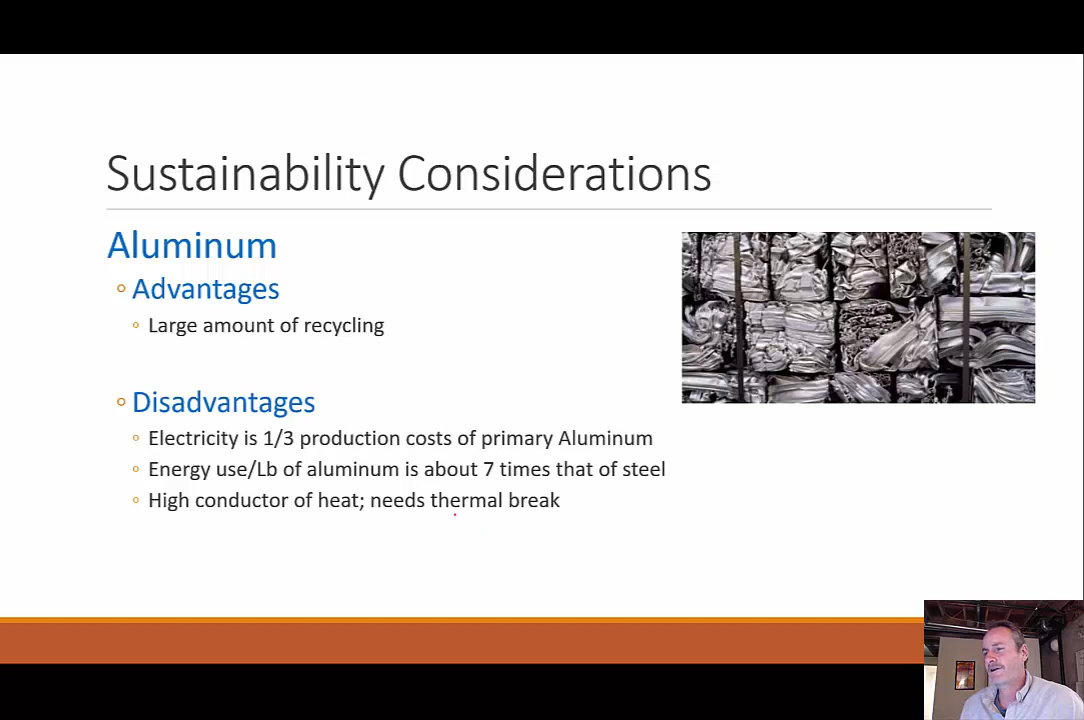 Sustainability Considerations
Aluminum
Advantages
Large amount of recycling
Disadvantages
Electricity is 1/3 production costs of primary Aluminum
Energy use/Lb of aluminum is about 7 times that of steel
High conductor of heat; needs thermal break